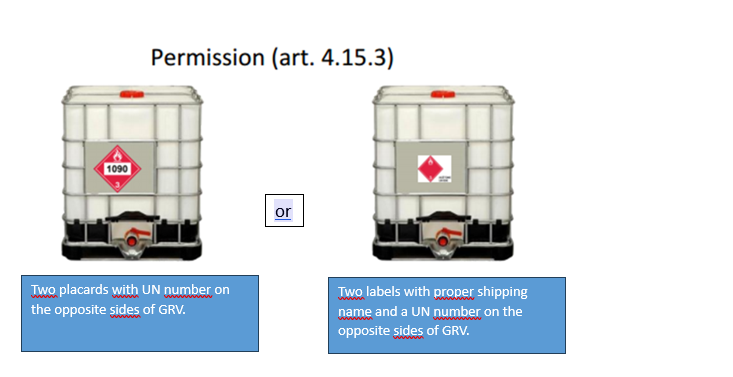 Permission (art. 4.15.3)
1090
3
or
Two placards with UN number on
the opposite sides of GRV.
Two labels with proper shipping
name and a UN number on the
opposite sides of GRV.